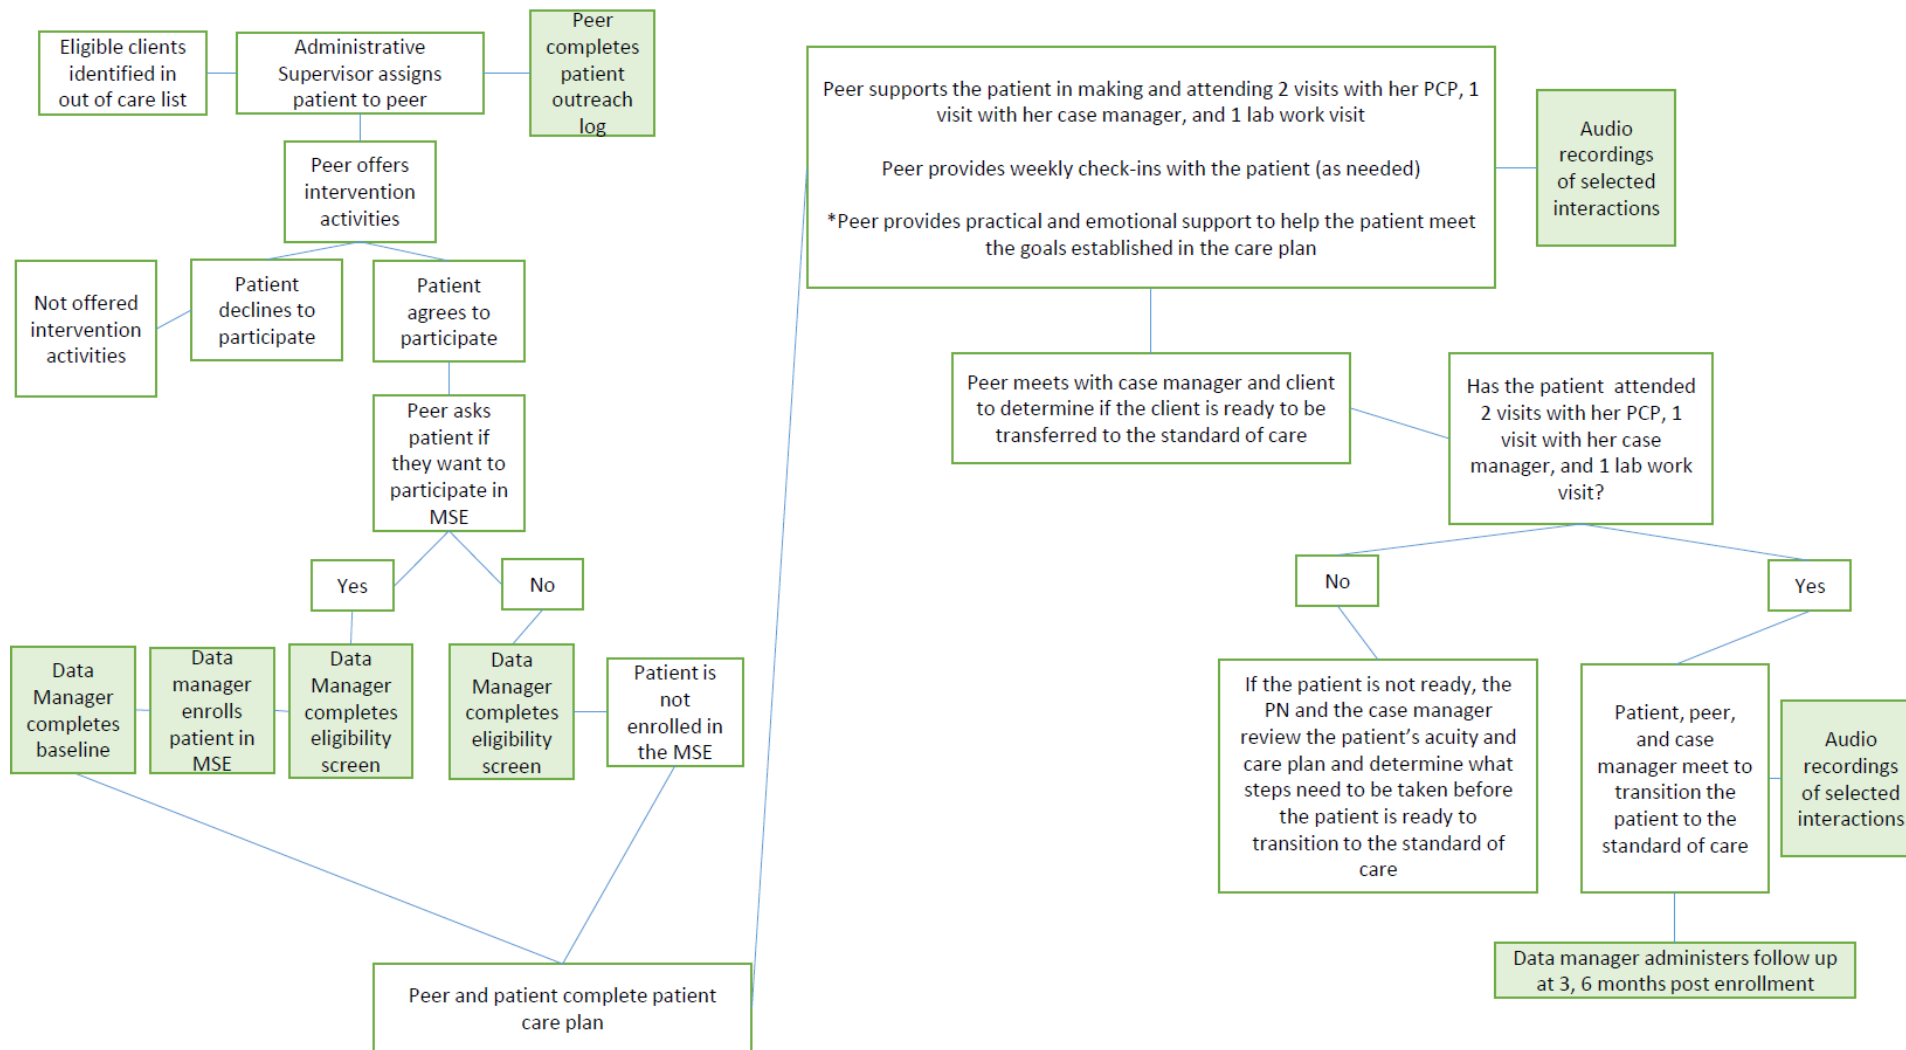 Eligible clients
identified in
out of care list
Administrative
Supervisor assigns
patient to peer
Peer
completes
patient
outreach
log
Peer offers
intervention
activities
Not offered
intervention
activities
Patient
declines to
participate
Patient
agrees to
participate
Peer asks
patient if
they want to
participate in
MSE
Yes
No
Data
Manager
completes
baseline
Data
manager
enrolls
patient in
MSE
Data
Manager
completes
eligibility
screen
Data
Manager
completes
eligibility
screen
Patient is
not
enrolled in
the MSE
Peer and patient complete patient
care plan
Peer supports the patient in making and attending 2 visits with her PCP, 1
visit with her case manager, and 1 lab work visit
Peer provides weekly check-ins with the patient (as needed)
*Peer provides practical and emotional support to help the patient meet
the goals established in the care plan
Audio
recordings
of selected
interactions
Peer meets with case manager and client
to determine if the client is ready to be
transferred to the standard of care
Has the patient attended
2 visits with her PCP, 1
visit with her case
manager, and 1 lab work
visit?
No
Yes
If the patient is not ready, the
PN and the case manager
review the patient’s acuity and
care plan and determine what
steps need to be taken before
the patient is ready to
transition to the standard of
care
Patient, peer,
and case
manager meet to
transition the
patient to the
standard of care
Audio
recordings
of selected
interactions
Data manager administers follow up
at 3, 6 months post enrollment